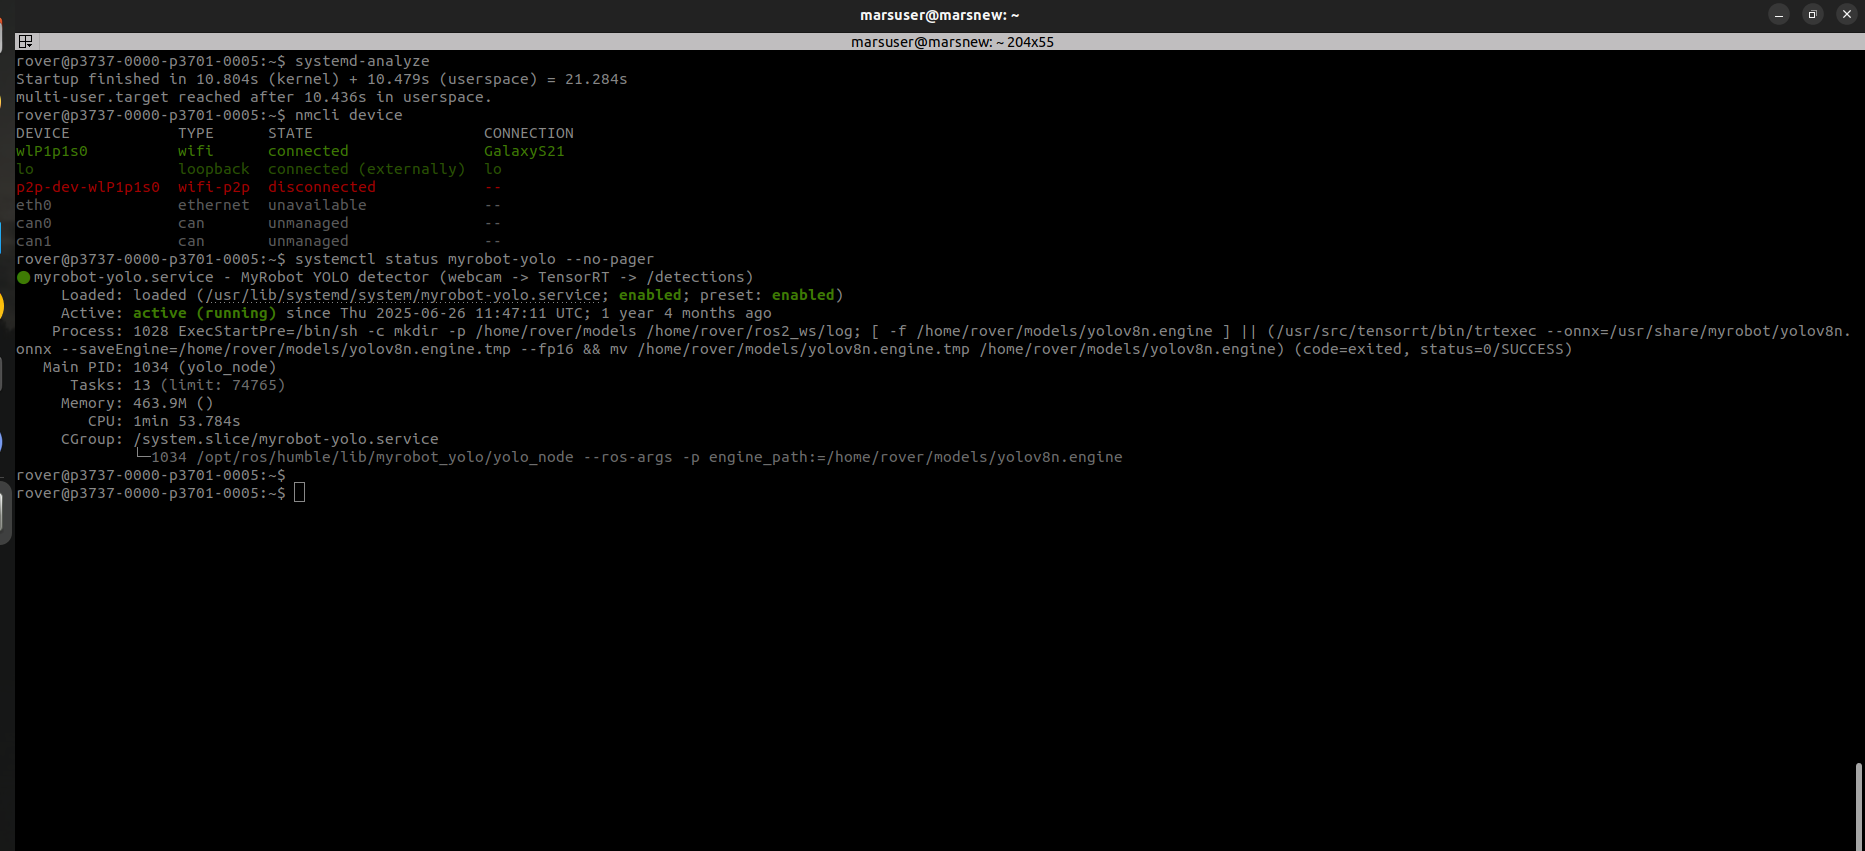 marsuser@marsnew: ~
marsuser@marsnew: ~ 204x55
rover@p3737-0000-p3701-0005:~$ systemd-analyze
Startup finished in 10.804s (kernel) + 10.479s (userspace) = 21.284s
multi-user.target reached after 10.436s in userspace.
rover@p3737-0000-p3701-0005:~$ nmcli device
DEVICE TYPE STATE CONNECTION
wlP1p1s0 wifi connected GalaxyS21
lo loopback connected (externally) lo
p2p-dev-wlP1p1s0 wifi-p2p disconnected --
eth0 ethernet unavailable --
can0 can unmanaged --
can1 can unmanaged --
rover@p3737-0000-p3701-0005:~$ systemctl status myrobot-yolo --no-pager
● myrobot-yolo.service - MyRobot YOLO detector (webcam -> TensorRT -> /detections)
Loaded: loaded (/usr/lib/systemd/system/myrobot-yolo.service; enabled; preset: enabled)
Active: active (running) since Thu 2025-06-26 11:47:11 UTC; 1 year 4 months ago
Process: 1028 ExecStartPre=/bin/sh -c mkdir -p /home/rover/models /home/rover/ros2_ws/log; [ -f /home/rover/models/yolov8n.engine ] || (/usr/src/tensorrt/bin/trtexec --onnx=/usr/share/myrobot/yolov8n.
onnx --saveEngine=/home/rover/models/yolov8n.engine.tmp --fp16 && mv /home/rover/models/yolov8n.engine.tmp /home/rover/models/yolov8n.engine) (code=exited, status=0/SUCCESS)
Main PID: 1034 (yolo_node)
Tasks: 13 (limit: 74765)
Memory: 463.9M ()
CPU: 1min 53.784s
CGroup: /system.slice/myrobot-yolo.service
└─1034 /opt/ros/humble/lib/myrobot_yolo/yolo_node --ros-args -p engine_path:=/home/rover/models/yolov8n.engine
rover@p3737-0000-p3701-0005:~$
rover@p3737-0000-p3701-0005:~$